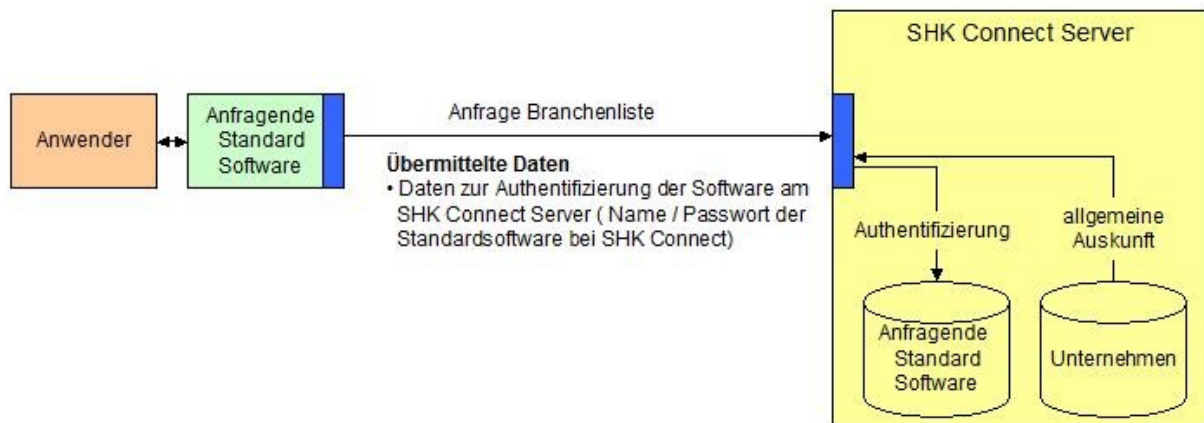 SHK Connect Server
Anwender
Anfragende
Standard
Software
Anfrage Branchenliste
Übermittelte Daten
• Daten zur Authentifizierung der Software am
SHK Connect Server ( Name / Passwort der
Standardsoftware bei SHK Connect)
Authentifizierung
allgemeine
Auskunft
Anfragende
Standard
Software
Unternehmen